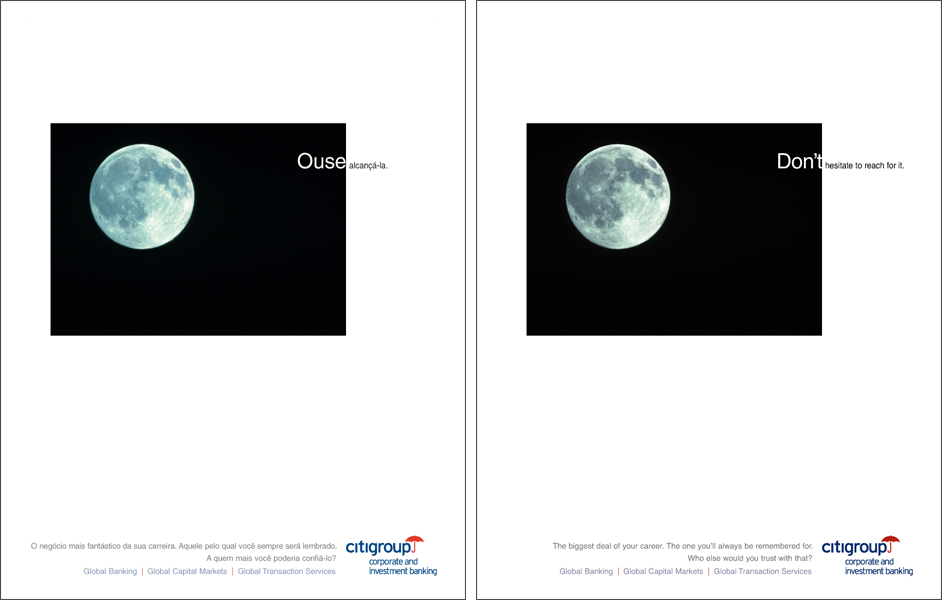 Ouse alcançá-la.
O negócio mais fantástico da sua carreira. Aquele pelo qual você sempre será lembrado.
A quem mais você poderia confiá-lo?
Global Banking | Global Capital Markets | Global Transaction Services
citigroup
corporate and
investment banking
Don't hesitate to reach for it.
The biggest deal of your career. The one you'll always be remembered for.
Who else would you trust with that?
Global Banking | Global Capital Markets | Global Transaction Services
citigroup
corporate and
investment banking